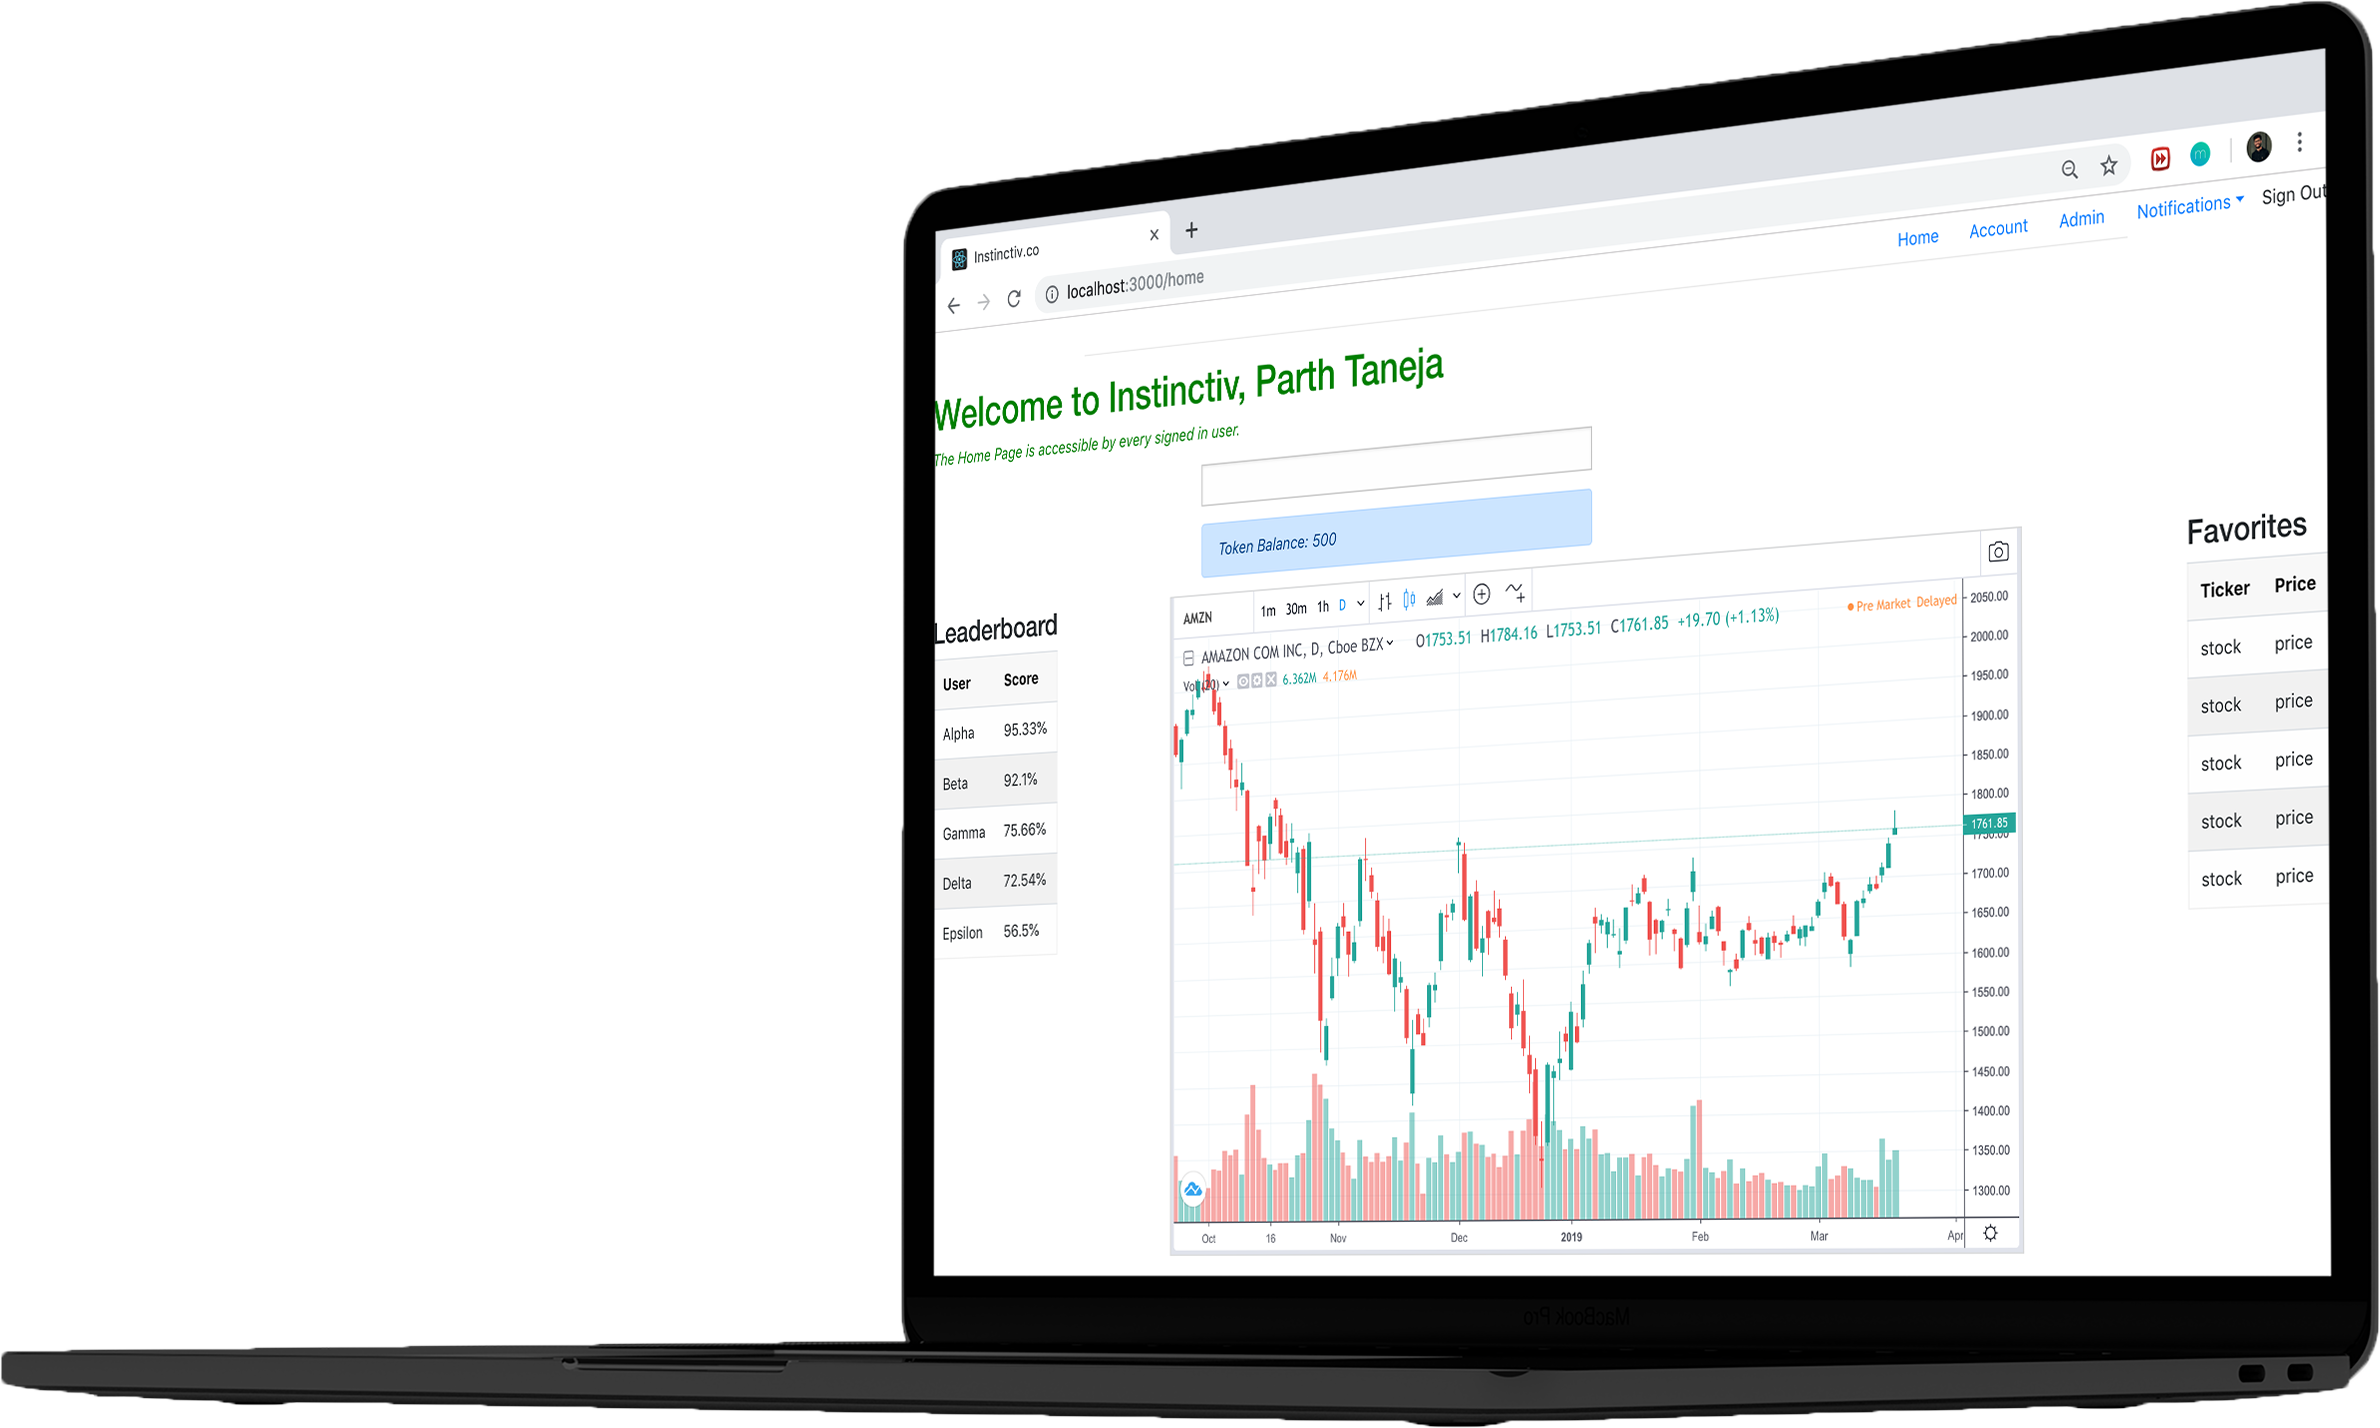 Instinctiv.co
localhost:3000/home
Home Account Admin Notifications Sign Out
Welcome to Instinctiv, Parth Taneja
The Home Page is accessible by every signed in user.
Token Balance: 500
Leaderboard
User Score
Alpha 95.33%
Beta 92.1%
Gamma 75.66%
Delta 72.54%
Epsilon 56.5%
AMZN 1m 30m 1h D
AMAZON COM INC, D, Cboe BZX O1753.51 H1784.16 L1753.51 C1761.85 +19.70 (+1.13%)
Pre Market Delayed
Vol (20) 6.362M 4.176M
2050.00
2000.00
1950.00
1900.00
1850.00
1800.00
1761.85
1750.00
1700.00
1650.00
1600.00
1550.00
1500.00
1450.00
1400.00
1350.00
1300.00
Oct 16 Nov Dec 2019 Feb Mar Apr
Favorites
Ticker Price
stock price
stock price
stock price
stock price
stock price
MacBook Pro